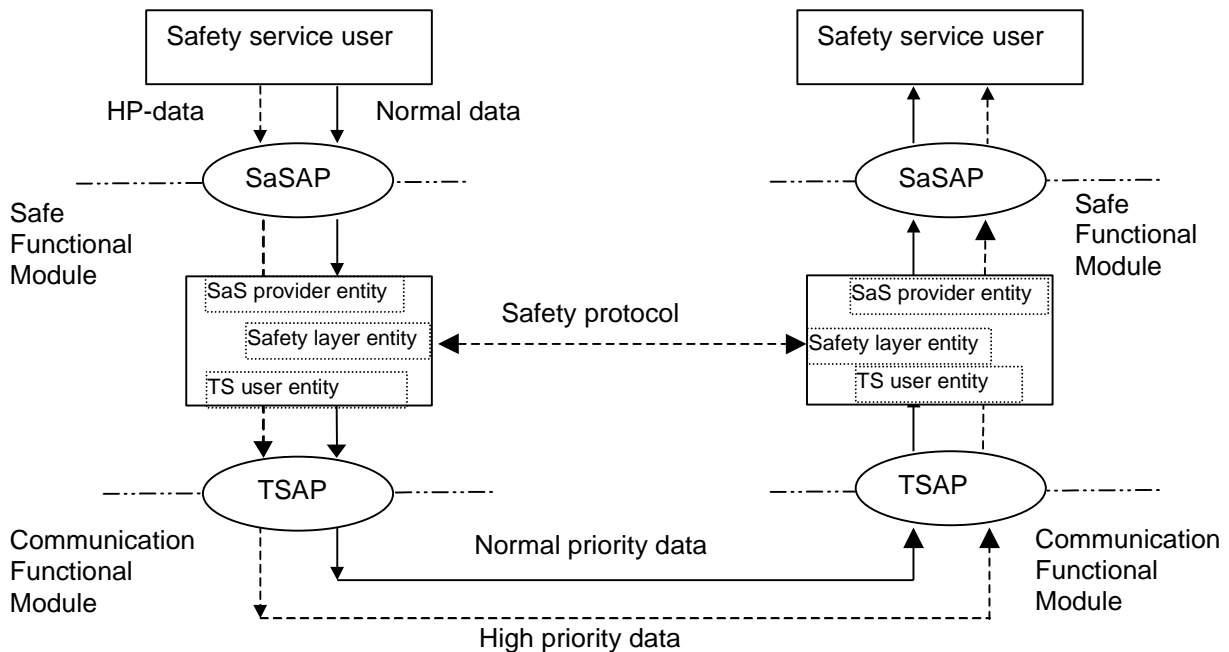 Safety service user
Safety service user
HP-data
Normal data
SaSAP
SaSAP
Safe
Functional
Module
Safe
Functional
Module
SaS provider entity
Safety layer entity
TS user entity
Safety protocol
SaS provider entity
Safety layer entity
TS user entity
TSAP
TSAP
Communication
Functional
Module
Normal priority data
Communication
Functional
Module
High priority data